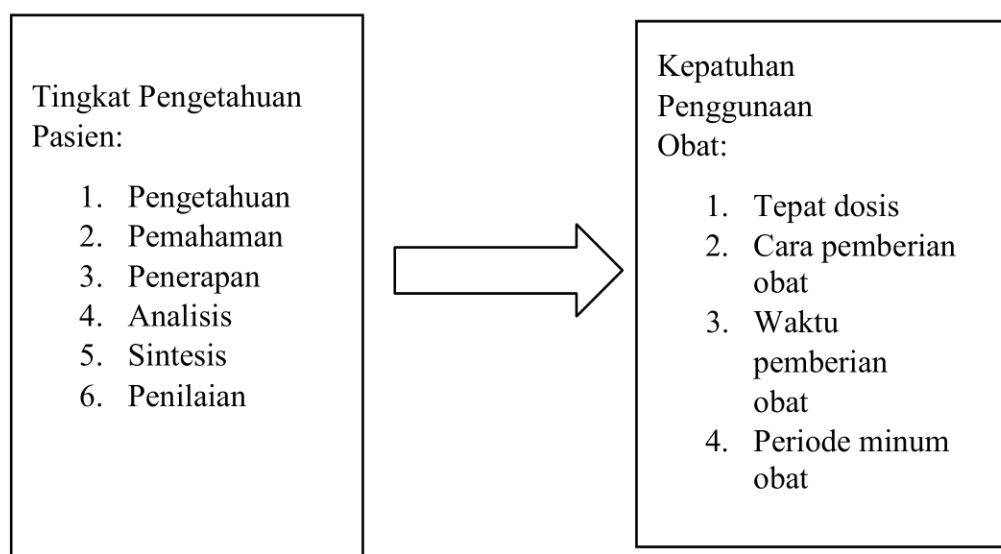 Tingkat Pengetahuan
Pasien:
1. Pengetahuan
2. Pemahaman
3. Penerapan
4. Analisis
5. Sintesis
6. Penilaian
Kepatuhan
Penggunaan
Obat:
1. Tepat dosis
2. Cara pemberian
obat
3. Waktu
pemberian
obat
4. Periode minum
obat